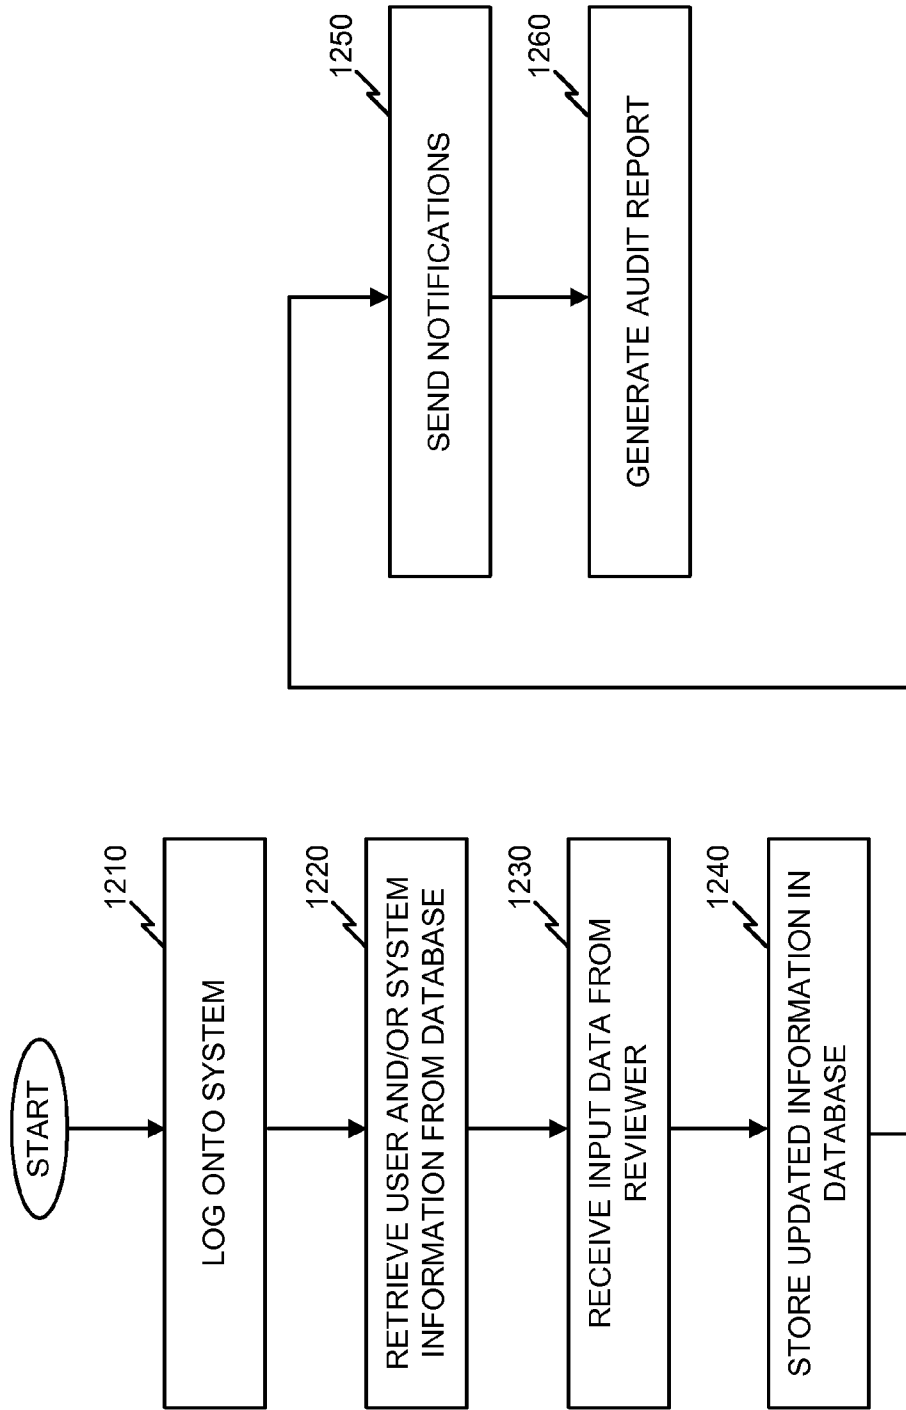 START
1210
LOG ONTO SYSTEM
1220
RETRIEVE USER AND/OR SYSTEM
INFORMATION FROM DATABASE
1230
RECEIVE INPUT DATA FROM
REVIEWER
1240
STORE UPDATED INFORMATION IN
DATABASE
1250
SEND NOTIFICATIONS
1260
GENERATE AUDIT REPORT